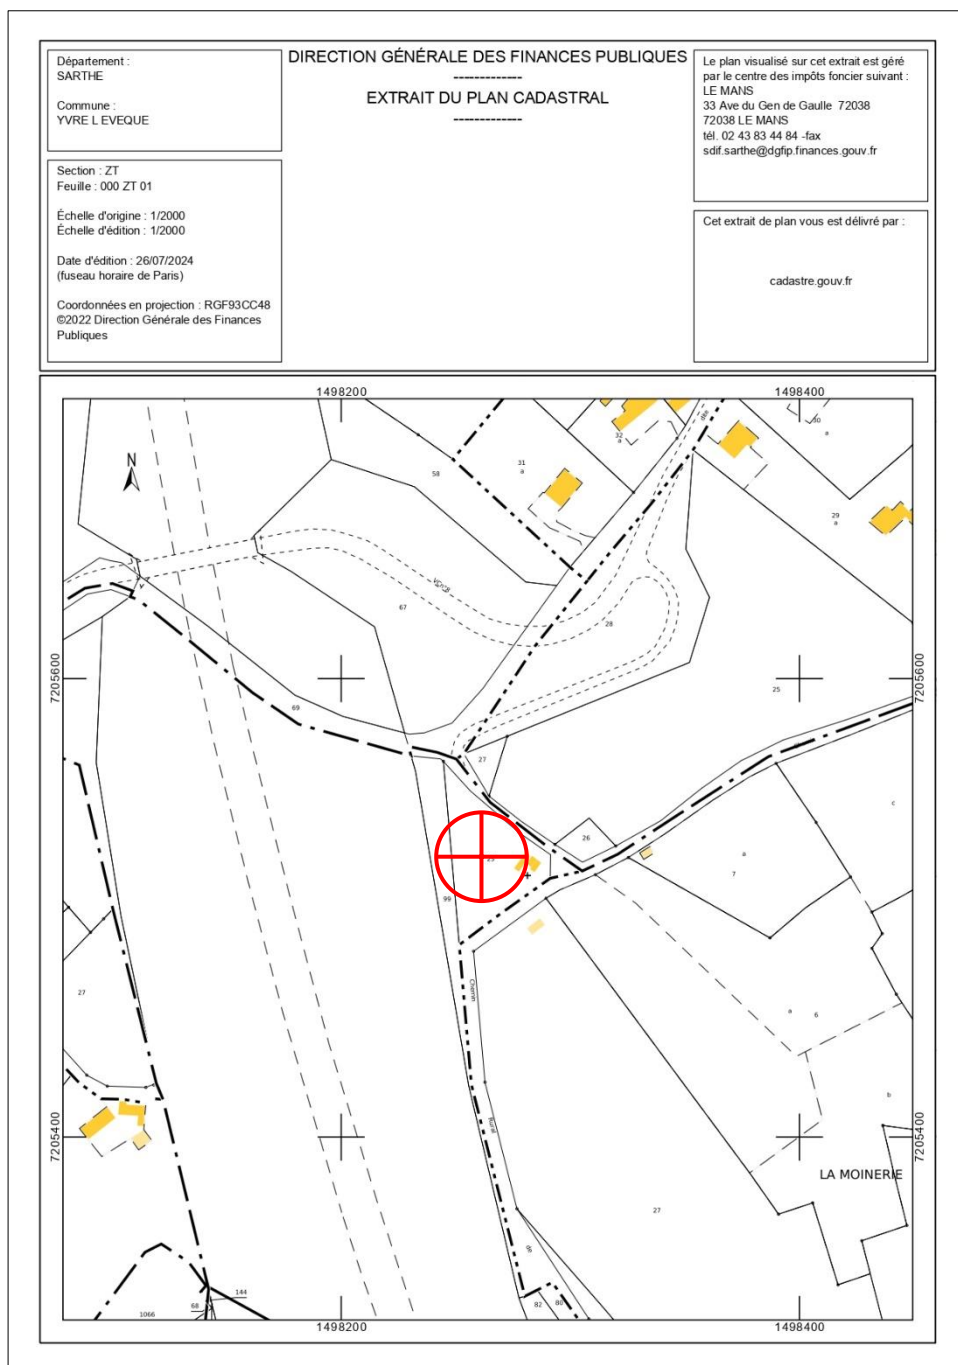 Département :
SARTHE
Commune :
YVRE L EVEQUE
Section : ZT
Feuille : 000 ZT 01
Échelle d'origine : 1/2000
Échelle d'édition : 1/2000
Date d'édition : 26/07/2024
(fuseau horaire de Paris)
Coordonnées en projection : RGF93CC48
©2022 Direction Générale des Finances
Publiques
DIRECTION GÉNÉRALE DES FINANCES PUBLIQUES
-------------
EXTRAIT DU PLAN CADASTRAL
-------------
Le plan visualisé sur cet extrait est géré
par le centre des impôts foncier suivant :
LE MANS
33 Ave du Gen de Gaulle 72038
72038 LE MANS
tél. 02 43 83 44 84 -fax
sdif.sarthe@dgfip.finances.gouv.fr
Cet extrait de plan vous est délivré par :
cadastre.gouv.fr
1498200
1498400
30
a
32
a
31
a
58
29
a
N
67
28
7205600
7205600
25
69
27
c
26
a
7
99
27
Chemin
a
6
b
Rural
7205400
7205400
LA MOINERIE
27
de
144
68
1066
82
80
1498200
1498400